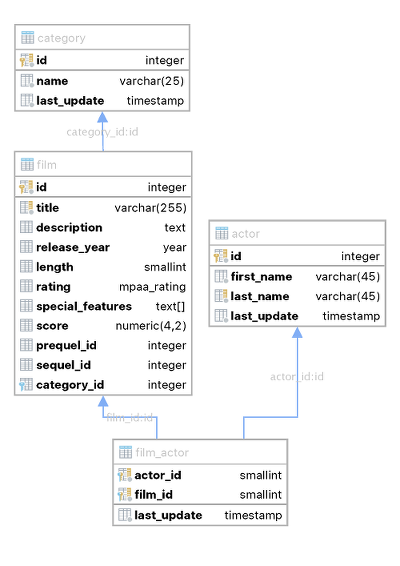 category
id integer
name varchar(25)
last_update timestamp
category_id:id
film
id integer
title varchar(255)
description text
release_year year
length smallint
rating mpaa_rating
special_features text[]
score numeric(4,2)
prequel_id integer
sequel_id integer
category_id integer
actor
id integer
first_name varchar(45)
last_name varchar(45)
last_update timestamp
film_id:id
actor_id:id
film_actor
actor_id smallint
film_id smallint
last_update timestamp